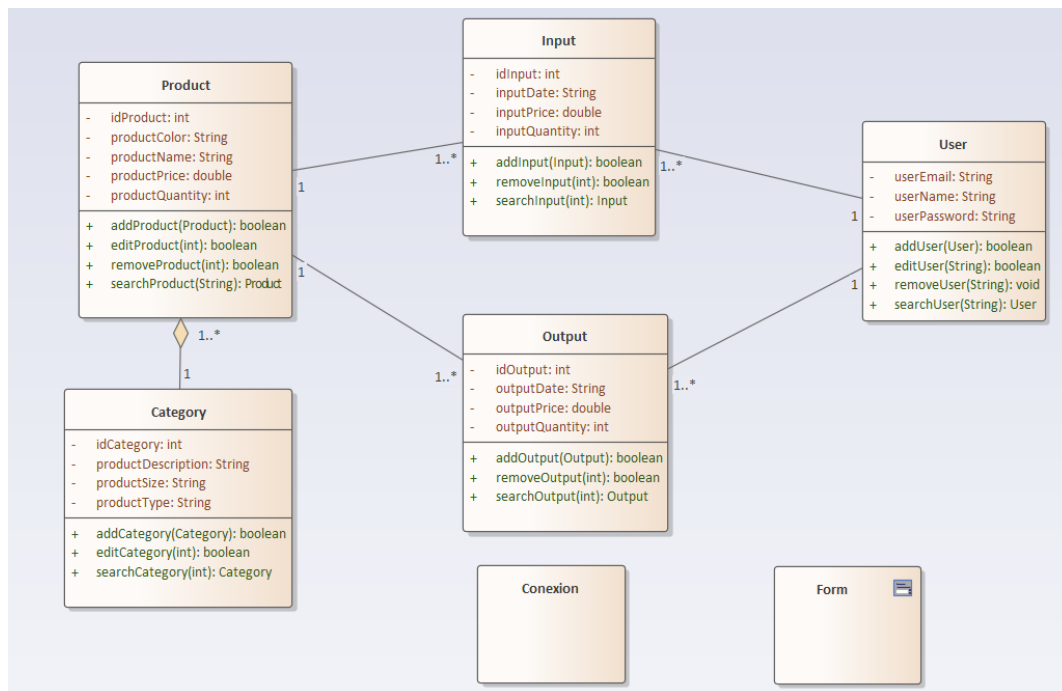 Product
- idProduct: int
- productColor: String
- productName: String
- productPrice: double
- productQuantity: int
+ addProduct(Product): boolean
+ editProduct(int): boolean
+ removeProduct(int): boolean
+ searchProduct(String): Product
Input
- idInput: int
- inputDate: String
- inputPrice: double
- inputQuantity: int
+ addInput(Input): boolean
+ removeInput(int): boolean
+ searchInput(int): Input
User
- userEmail: String
- userName: String
- userPassword: String
+ addUser(User): boolean
+ editUser(String): boolean
+ removeUser(String): void
+ searchUser(String): User
1
1..*
1..*
1
1
1..*
1..*
1
1..*
1
Category
- idCategory: int
- productDescription: String
- productSize: String
- productType: String
+ addCategory(Category): boolean
+ editCategory(int): boolean
+ searchCategory(int): Category
Output
- idOutput: int
- outputDate: String
- outputPrice: double
- outputQuantity: int
+ addOutput(Output): boolean
+ removeOutput(int): boolean
+ searchOutput(int): Output
Conexion
Form